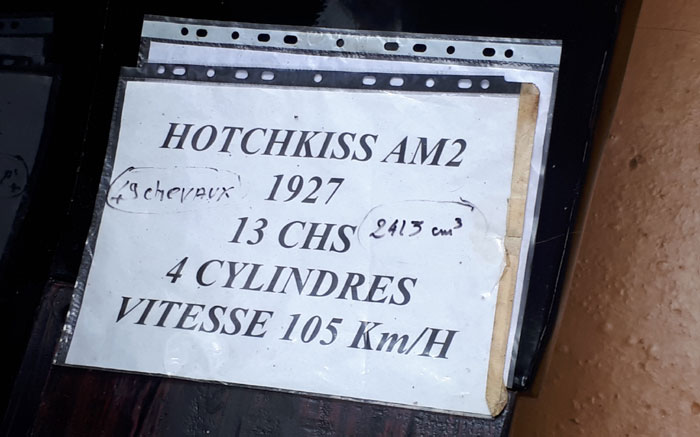 HOTCHKISS AM2
1927
49 chevaux
13 CHS
2413 cm³
4 CYLINDRES
VITESSE 105 Km/H